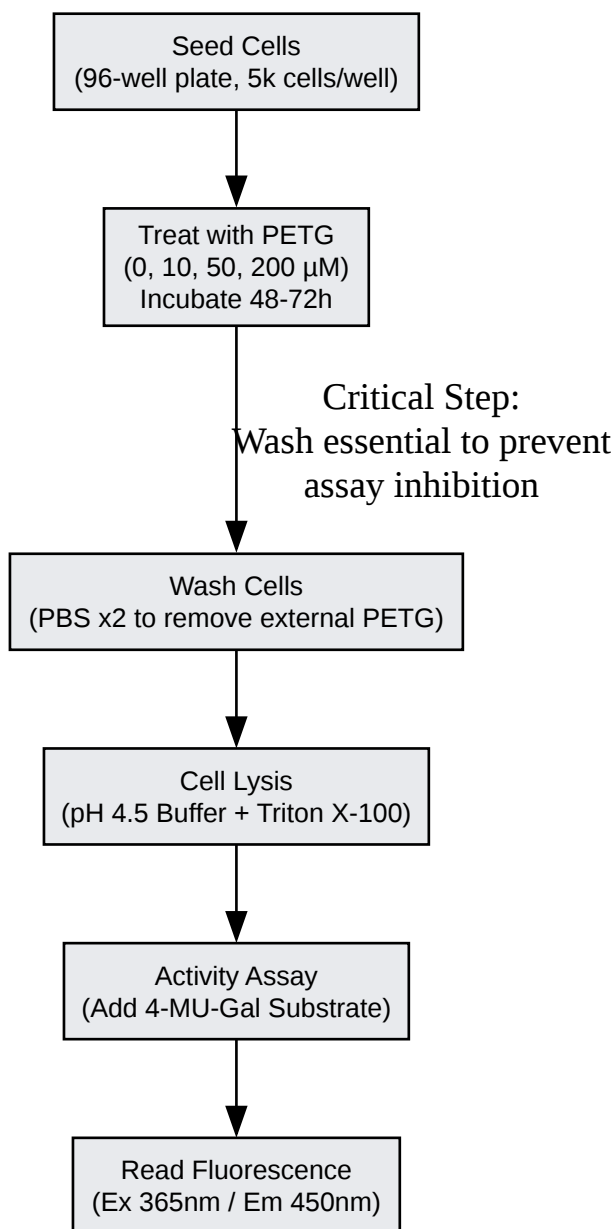 Seed Cells
(96-well plate, 5k cells/well)
Treat with PETG
(0, 10, 50, 200 µM)
Incubate 48-72h
Critical Step:
Wash essential to prevent
assay inhibition
Wash Cells
(PBS x2 to remove external PETG)
Cell Lysis
(pH 4.5 Buffer + Triton X-100)
Activity Assay
(Add 4-MU-Gal Substrate)
Read Fluorescence
(Ex 365nm / Em 450nm)